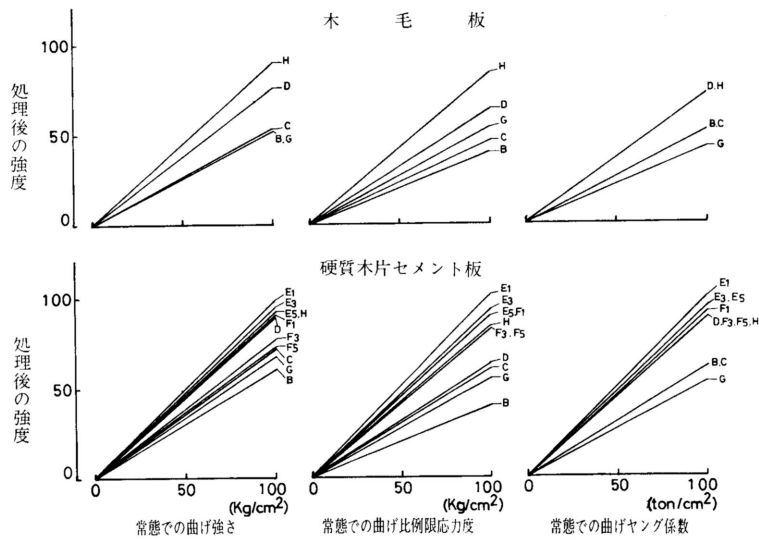 木毛板
処理後の強度
100
50
0
H
D
C
B,G
H
D
G
C
B
D.H
B.C
G
硬質木片セメント板
処理後の強度
100
50
0
E1
E3
E5,H
F1
D
F3
F5
C
G
B
E1
E3
E5,F1
H
F3.F5
D
C
G
B
E1
E3.E5
F1
D,F3,F5,H
B,C
G
0 50 100
(Kg/cm²)
常態での曲げ強さ
0 50 100
(Kg/cm²)
常態での曲げ比例限応力度
0 50 100
(ton/cm²)
常態での曲げヤング係数